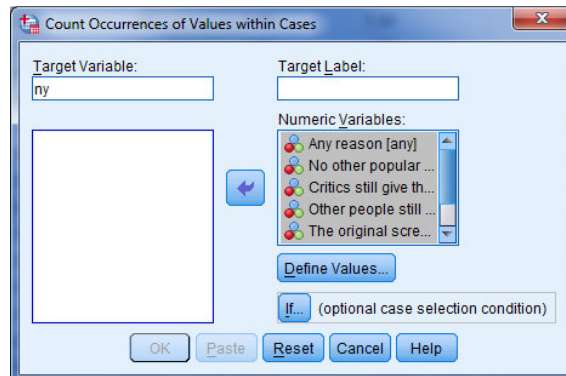 Count Occurrences of Values within Cases
Target Variable:
Target Label:
ny
Numeric Variables:
Any reason [any]
No other popular ...
Critics still give th...
Other people still ...
The original scre...
Define Values...
If... (optional case selection condition)
OK Paste Reset Cancel Help